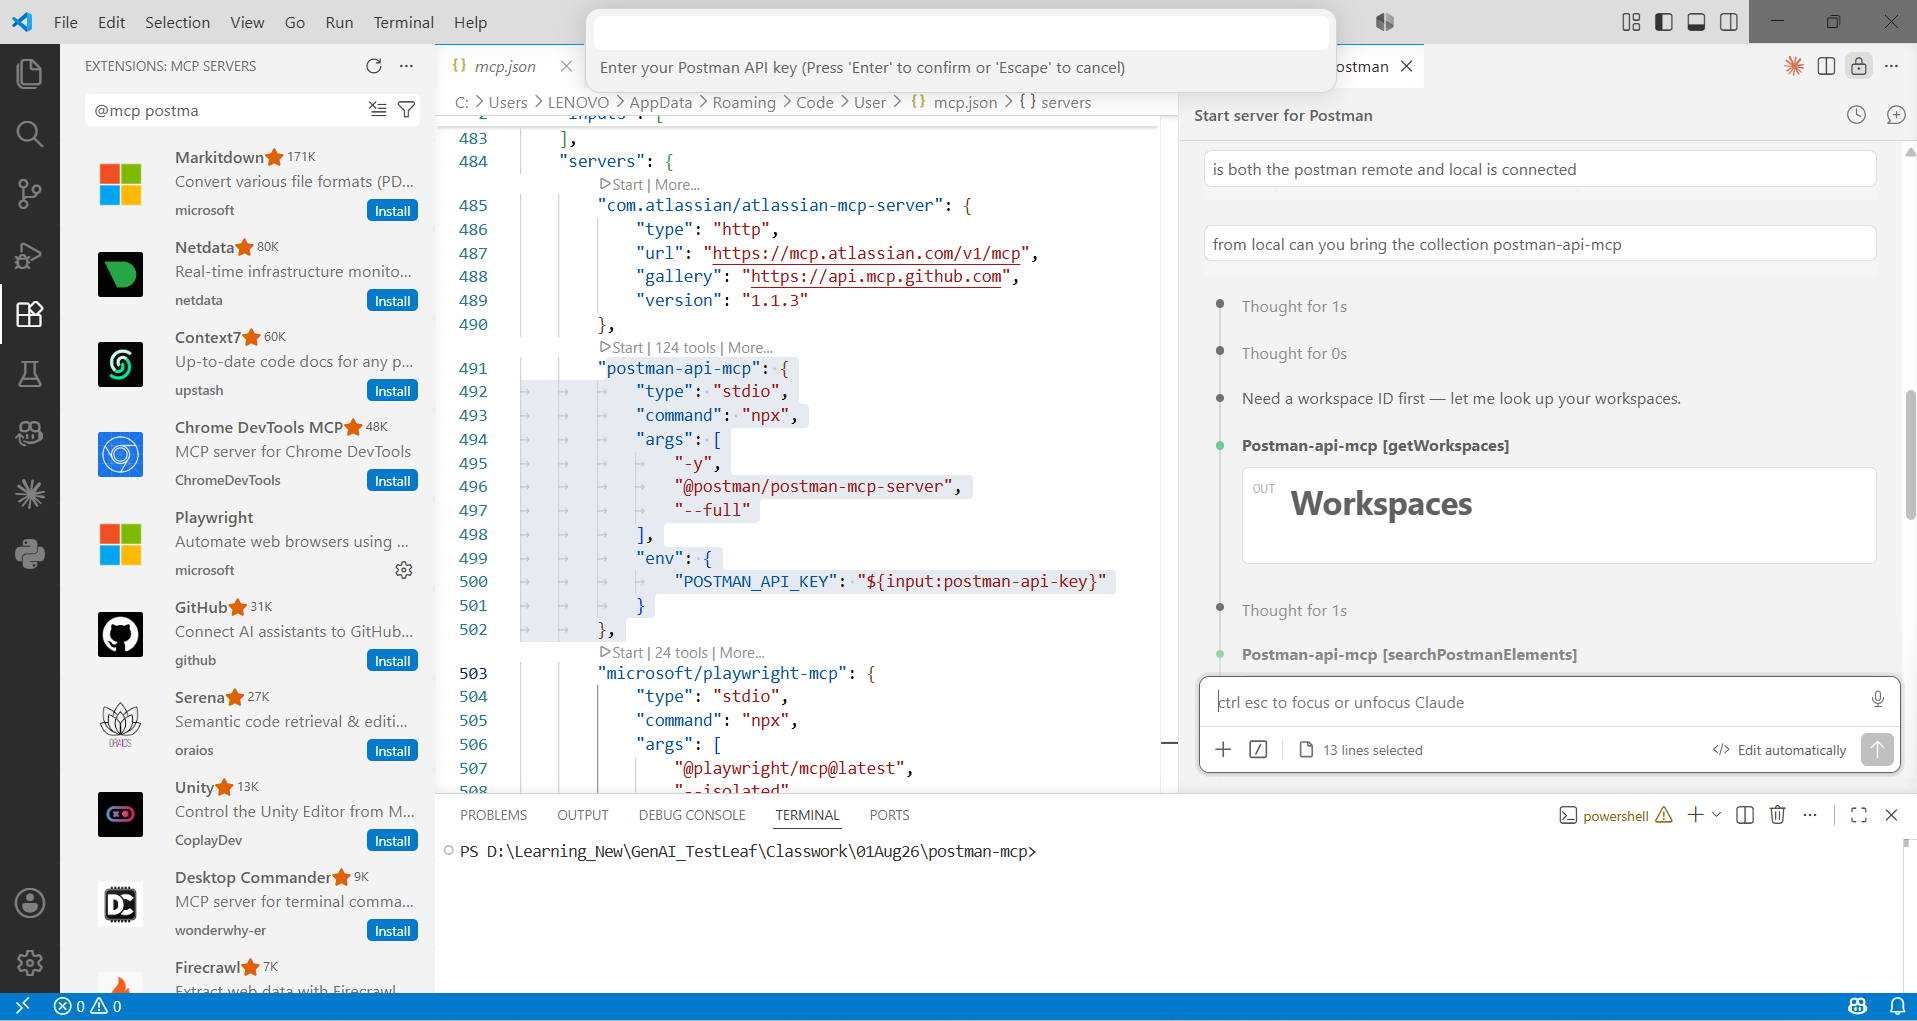 File Edit Selection View Go Run Terminal Help
Enter your Postman API key (Press 'Enter' to confirm or 'Escape' to cancel)
EXTENSIONS: MCP SERVERS
@mcp postma
Markitdown 171K
Convert various file formats (PD...
microsoft Install
Netdata 80K
Real-time infrastructure monito...
netdata Install
Context7 60K
Up-to-date code docs for any p...
upstash Install
Chrome DevTools MCP 48K
MCP server for Chrome DevTools
ChromeDevTools Install
Playwright
Automate web browsers using ...
microsoft
GitHub 31K
Connect AI assistants to GitHub...
github Install
Serena 27K
Semantic code retrieval & editi...
ORAIOS
oraios Install
Unity 13K
Control the Unity Editor from M...
CoplayDev Install
Desktop Commander 9K
MCP server for terminal comma...
DC
wonderwhy-er Install
Firecrawl 7K
Extract web data with Firecrawl
{} mcp.json
ostman
C: > Users > LENOVO > AppData > Roaming > Code > User > {} mcp.json > {} servers
2 "inputs": [
483 ],
484 "servers": {
Start | More...
485 "com.atlassian/atlassian-mcp-server": {
486 "type": "http",
487 "url": "https://mcp.atlassian.com/v1/mcp",
488 "gallery": "https://api.mcp.github.com",
489 "version": "1.1.3"
490 },
Start | 124 tools | More...
491 "postman-api-mcp": {
492 "type": "stdio",
493 "command": "npx",
494 "args": [
495 "-y",
496 "@postman/postman-mcp-server",
497 "--full"
498 ],
499 "env": {
500 "POSTMAN_API_KEY": "${input:postman-api-key}"
501 }
502 },
Start | 24 tools | More...
503 "microsoft/playwright-mcp": {
504 "type": "stdio",
505 "command": "npx",
506 "args": [
507 "@playwright/mcp@latest",
508 "--isolated"
Start server for Postman
is both the postman remote and local is connected
from local can you bring the collection postman-api-mcp
Thought for 1s
Thought for 0s
Need a workspace ID first — let me look up your workspaces.
Postman-api-mcp [getWorkspaces]
OUT Workspaces
Thought for 1s
Postman-api-mcp [searchPostmanElements]
ctrl esc to focus or unfocus Claude
13 lines selected </> Edit automatically
PROBLEMS OUTPUT DEBUG CONSOLE TERMINAL PORTS
powershell
PS D:\Learning_New\GenAI_TestLeaf\Classwork\01Aug26\postman-mcp>
0 0